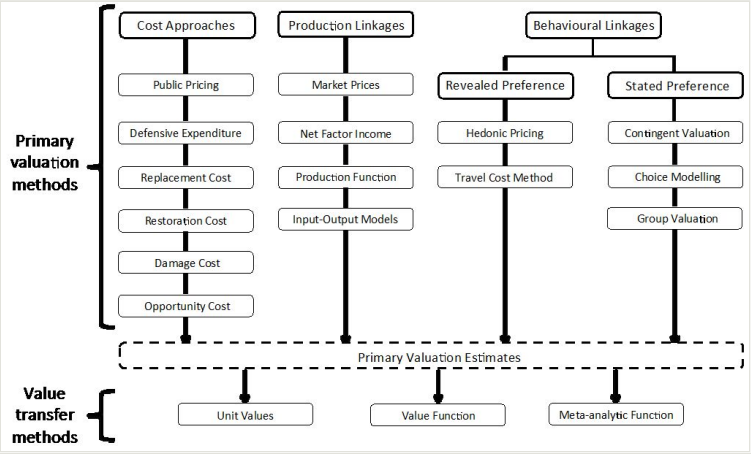 Cost Approaches
Production Linkages
Behavioural Linkages
Public Pricing
Market Prices
Revealed Preference
Stated Preference
Primary
valuation
methods
Defensive Expenditure
Net Factor Income
Hedonic Pricing
Contingent Valuation
Replacement Cost
Production Function
Travel Cost Method
Choice Modelling
Restoration Cost
Input-Output Models
Group Valuation
Damage Cost
Opportunity Cost
Primary Valuation Estimates
Value
transfer
methods
Unit Values
Value Function
Meta-analytic Function